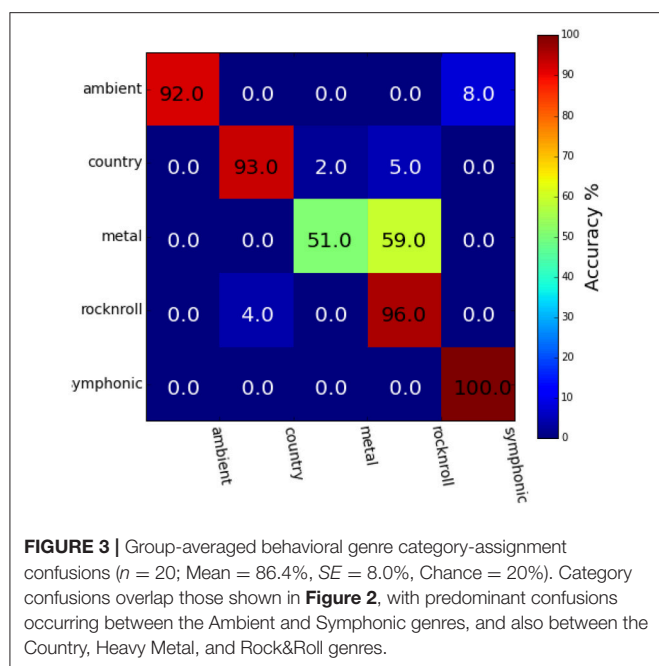 ambient 92.0 0.0 0.0 0.0 8.0
country 0.0 93.0 2.0 5.0 0.0
metal 0.0 0.0 51.0 59.0 0.0
rocknroll 0.0 4.0 0.0 96.0 0.0
symphonic 0.0 0.0 0.0 0.0 100.0
ambient country metal rocknroll symphonic
100
90
80
70
60
50
40
30
20
10
0
Accuracy %
FIGURE 3 | Group-averaged behavioral genre category-assignment
confusions (n = 20; Mean = 86.4%, SE = 8.0%, Chance = 20%). Category
confusions overlap those shown in Figure 2, with predominant confusions
occurring between the Ambient and Symphonic genres, and also between the
Country, Heavy Metal, and Rock&Roll genres.